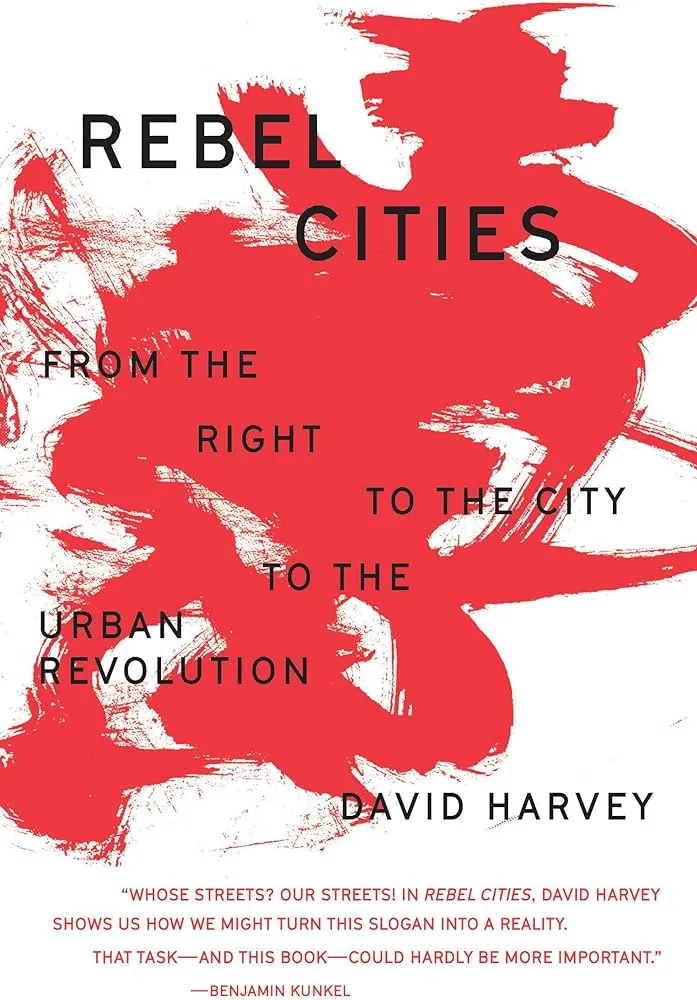 REBEL
CITIES
FROM THE
RIGHT
TO THE CITY
TO THE
URBAN
REVOLUTION
DAVID HARVEY
“WHOSE STREETS? OUR STREETS! IN REBEL CITIES, DAVID HARVEY
SHOWS US HOW WE MIGHT TURN THIS SLOGAN INTO A REALITY.
THAT TASK—AND THIS BOOK—COULD HARDLY BE MORE IMPORTANT.”
—BENJAMIN KUNKEL